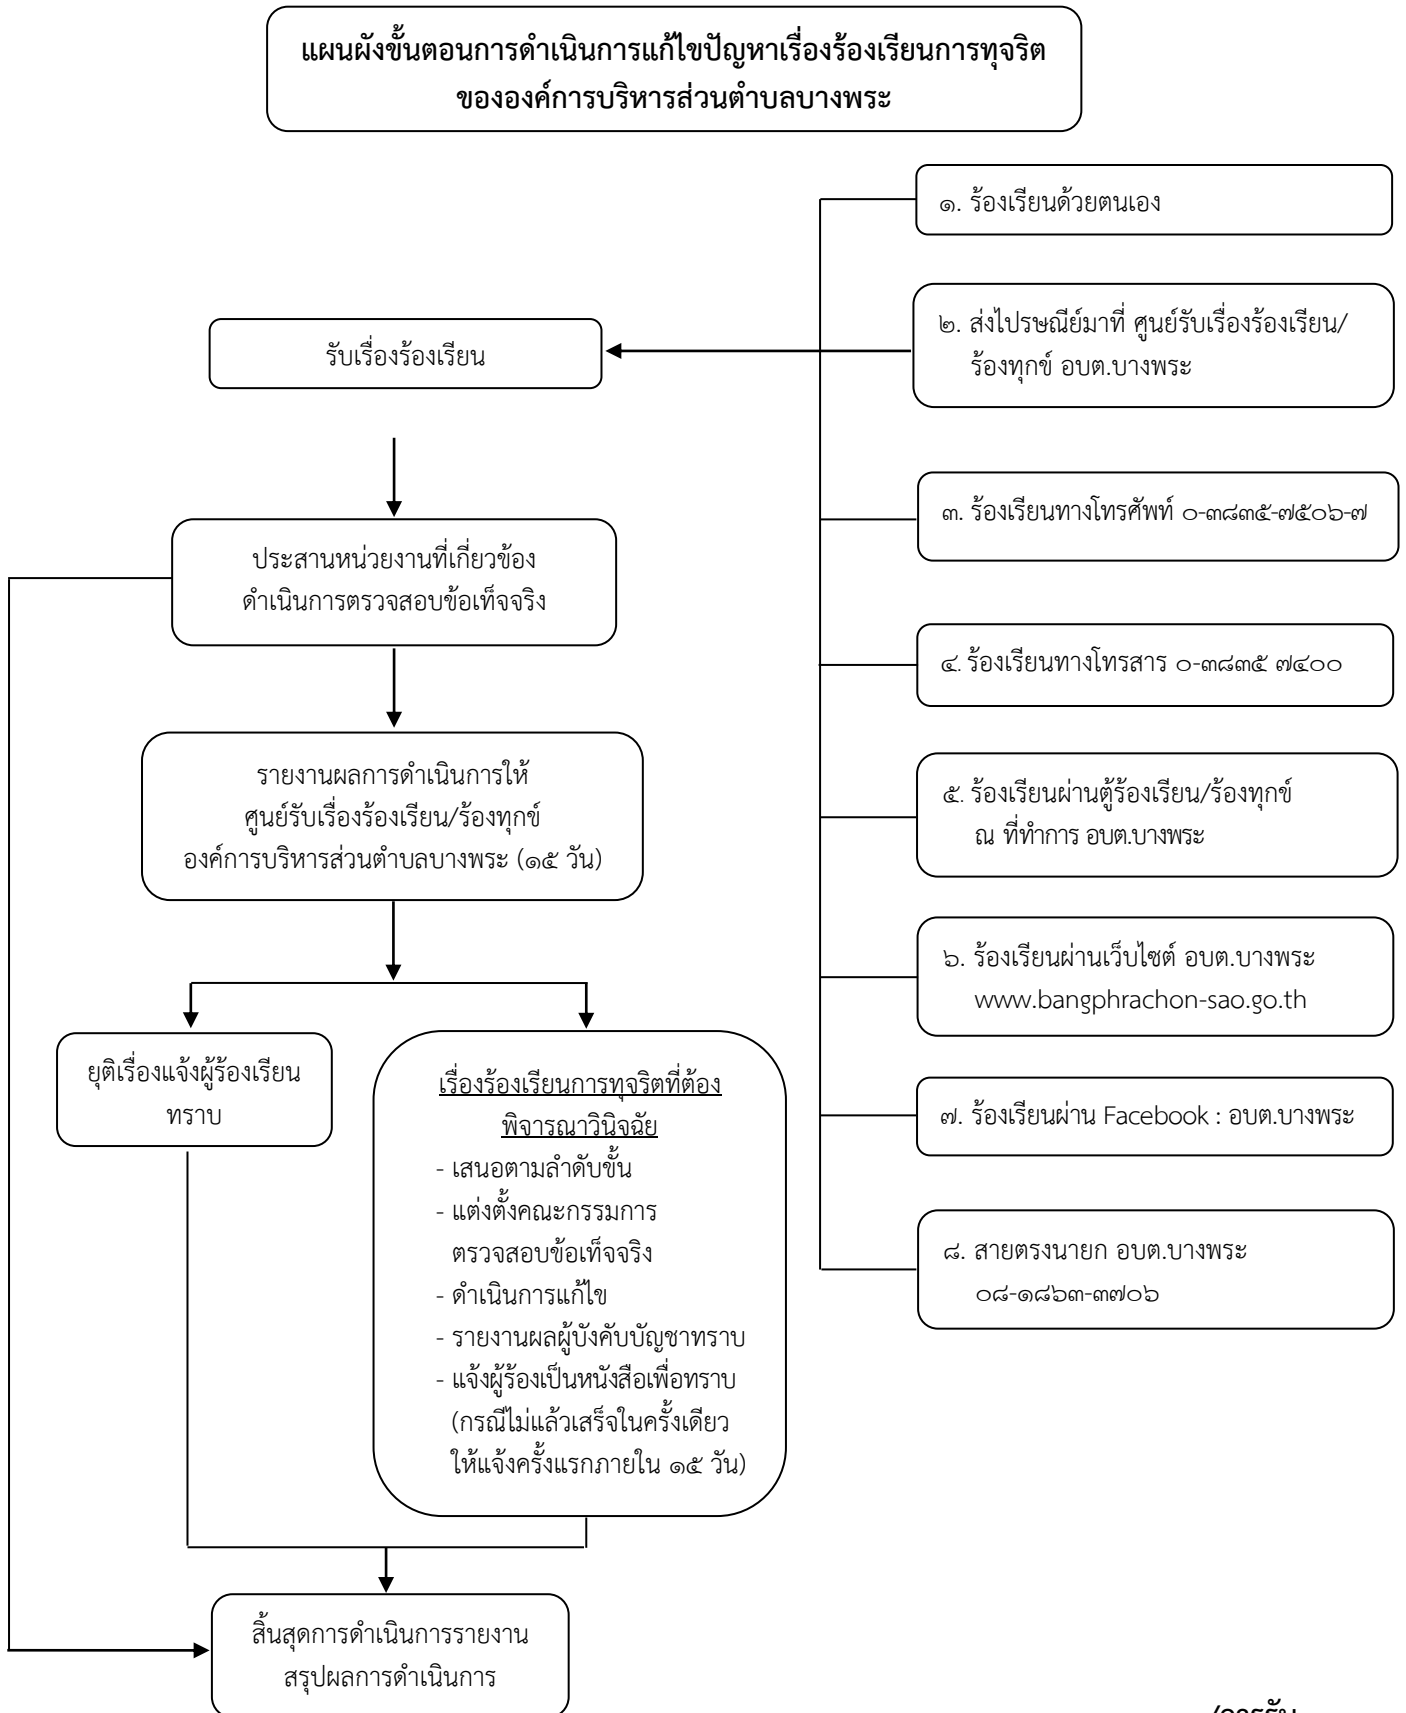 แผนผังขั้นตอนการดำเนินการแก้ไขปัญหาเรื่องร้องเรียนการทุจริต
ขององค์การบริหารส่วนตำบลบางพระ
๑. ร้องเรียนด้วยตนเอง
๒. ส่งไปรษณีย์มาที่ ศูนย์รับเรื่องร้องเรียน/
ร้องทุกข์ อบต.บางพระ
๓. ร้องเรียนทางโทรศัพท์ ๐-๓๘๓๕-๗๕๐๖-๗
๔. ร้องเรียนทางโทรสาร ๐-๓๘๓๕ ๗๔๐๐
๕. ร้องเรียนผ่านตู้ร้องเรียน/ร้องทุกข์
ณ ที่ทำการ อบต.บางพระ
๖. ร้องเรียนผ่านเว็บไซต์ อบต.บางพระ
www.bangphrachon-sao.go.th
๗. ร้องเรียนผ่าน Facebook : อบต.บางพระ
๘. สายตรงนายก อบต.บางพระ
๐๘-๑๘๖๓-๓๗๐๖
รับเรื่องร้องเรียน
ประสานหน่วยงานที่เกี่ยวข้อง
ดำเนินการตรวจสอบข้อเท็จจริง
รายงานผลการดำเนินการให้
ศูนย์รับเรื่องร้องเรียน/ร้องทุกข์
องค์การบริหารส่วนตำบลบางพระ (๑๕ วัน)
ยุติเรื่องแจ้งผู้ร้องเรียน
ทราบ
เรื่องร้องเรียนการทุจริตที่ต้อง
พิจารณาวินิจฉัย
- เสนอตามลำดับขั้น
- แต่งตั้งคณะกรรมการ
ตรวจสอบข้อเท็จจริง
- ดำเนินการแก้ไข
- รายงานผลผู้บังคับบัญชาทราบ
- แจ้งผู้ร้องเป็นหนังสือเพื่อทราบ
(กรณีไม่แล้วเสร็จในครั้งเดียว
ให้แจ้งครั้งแรกภายใน ๑๕ วัน)
สิ้นสุดการดำเนินการรายงาน
สรุปผลการดำเนินการ
/การรับ